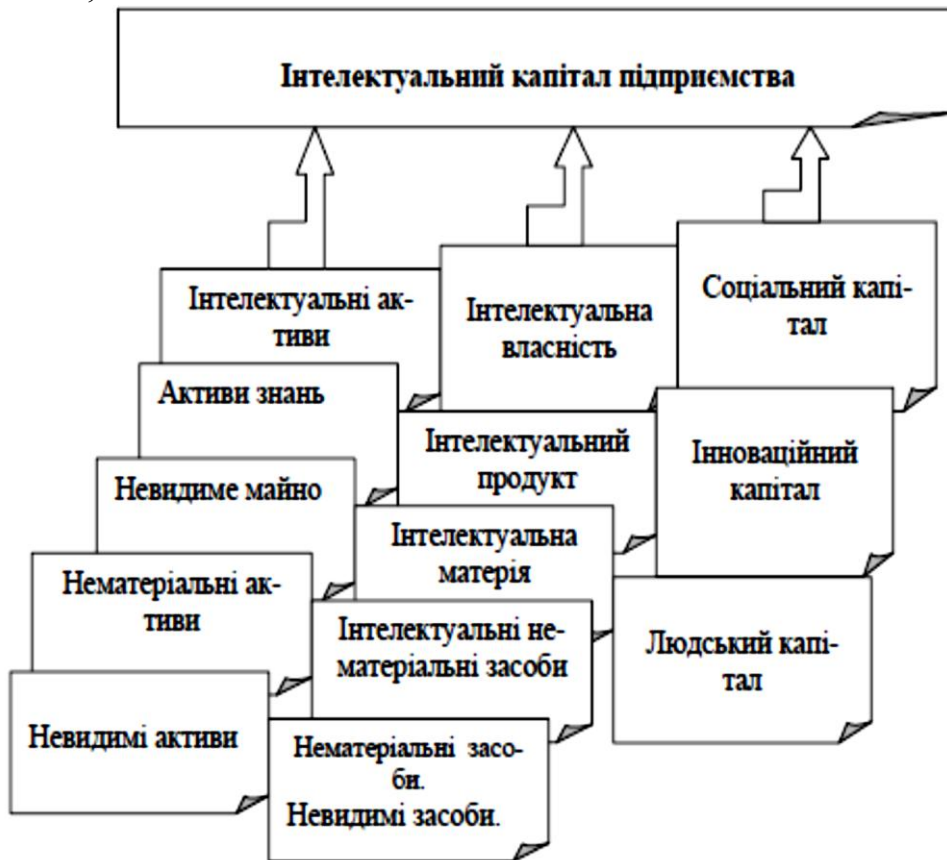 Інтелектуальний капітал підприємства
Інтелектуальні ак-
тиви
Активи знань
Невидиме майно
Нематеріальні ак-
тиви
Невидимі активи
Інтелектуальна
власність
Інтелектуальний
продукт
Інтелектуальна
матерія
Інтелектуальні не-
матеріальні засоби
Нематеріальні засо-
би.
Невидимі засоби.
Соціальний капі-
тал
Інноваційний
капітал
Людський капі-
тал